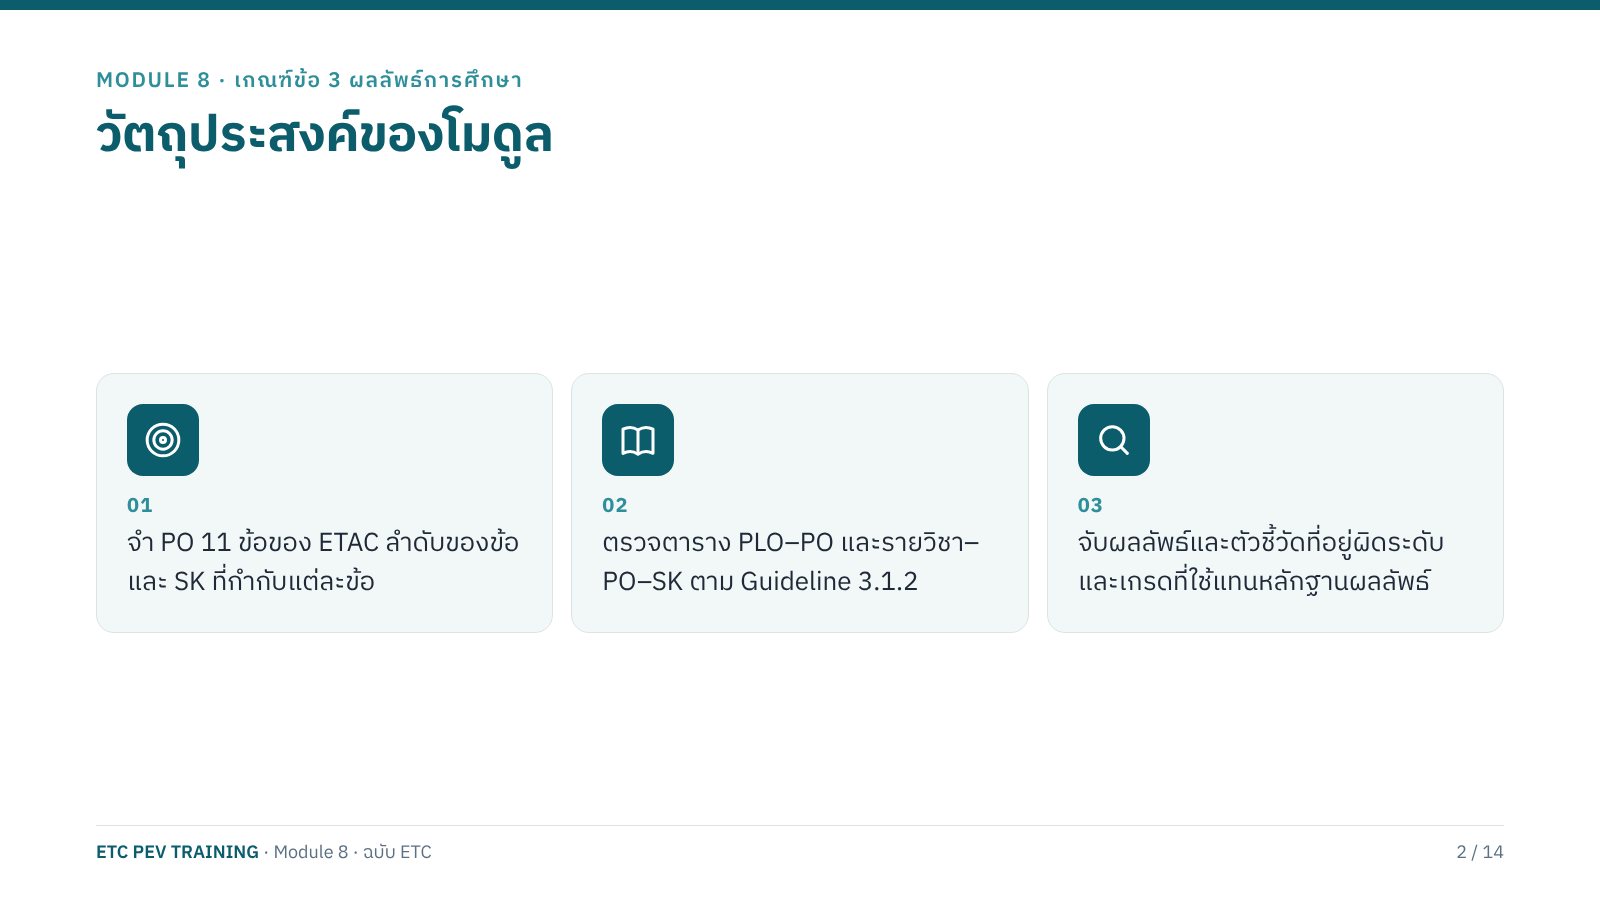 MODULE 8 · เกณฑ์ข้อ 3 ผลลัพธ์การศึกษา
วัตถุประสงค์ของโมดูล
01
จำ PO 11 ข้อของ ETAC ลำดับของข้อ
และ SK ที่กำกับแต่ละข้อ
02
ตรวจตาราง PLO–PO และรายวิชา–
PO–SK ตาม Guideline 3.1.2
03
จับผลลัพธ์และตัวชี้วัดที่อยู่ผิดระดับ
และเกรดที่ใช้แทนหลักฐานผลลัพธ์
ETC PEV TRAINING · Module 8 · ฉบับ ETC
2 / 14